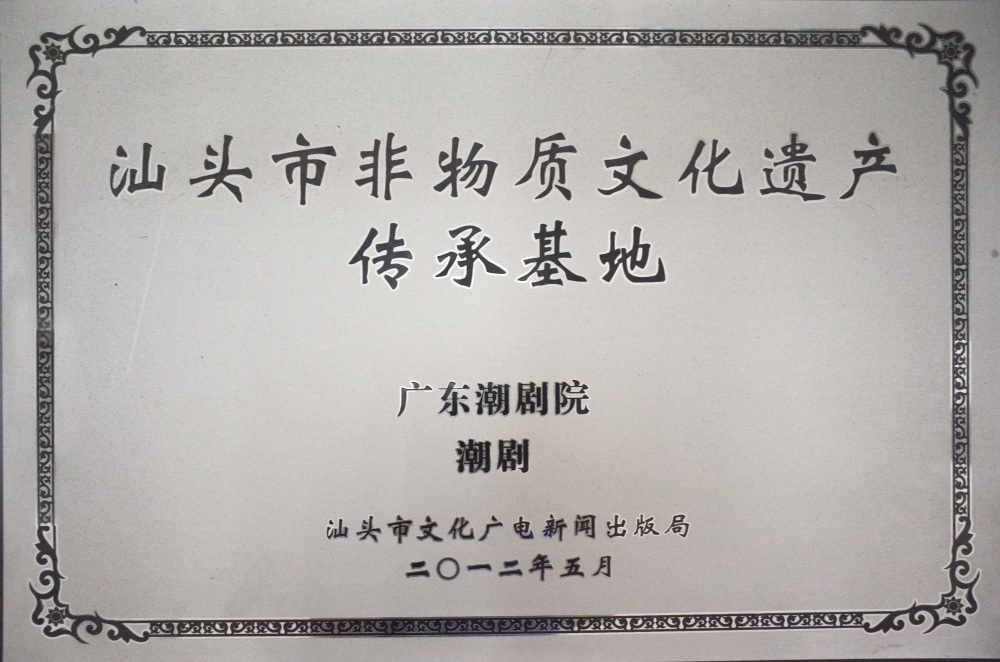 汕头市非物质文化遗产
传承基地
广东潮剧院
潮剧
汕头市文化广电新闻出版局
二〇一二年五月